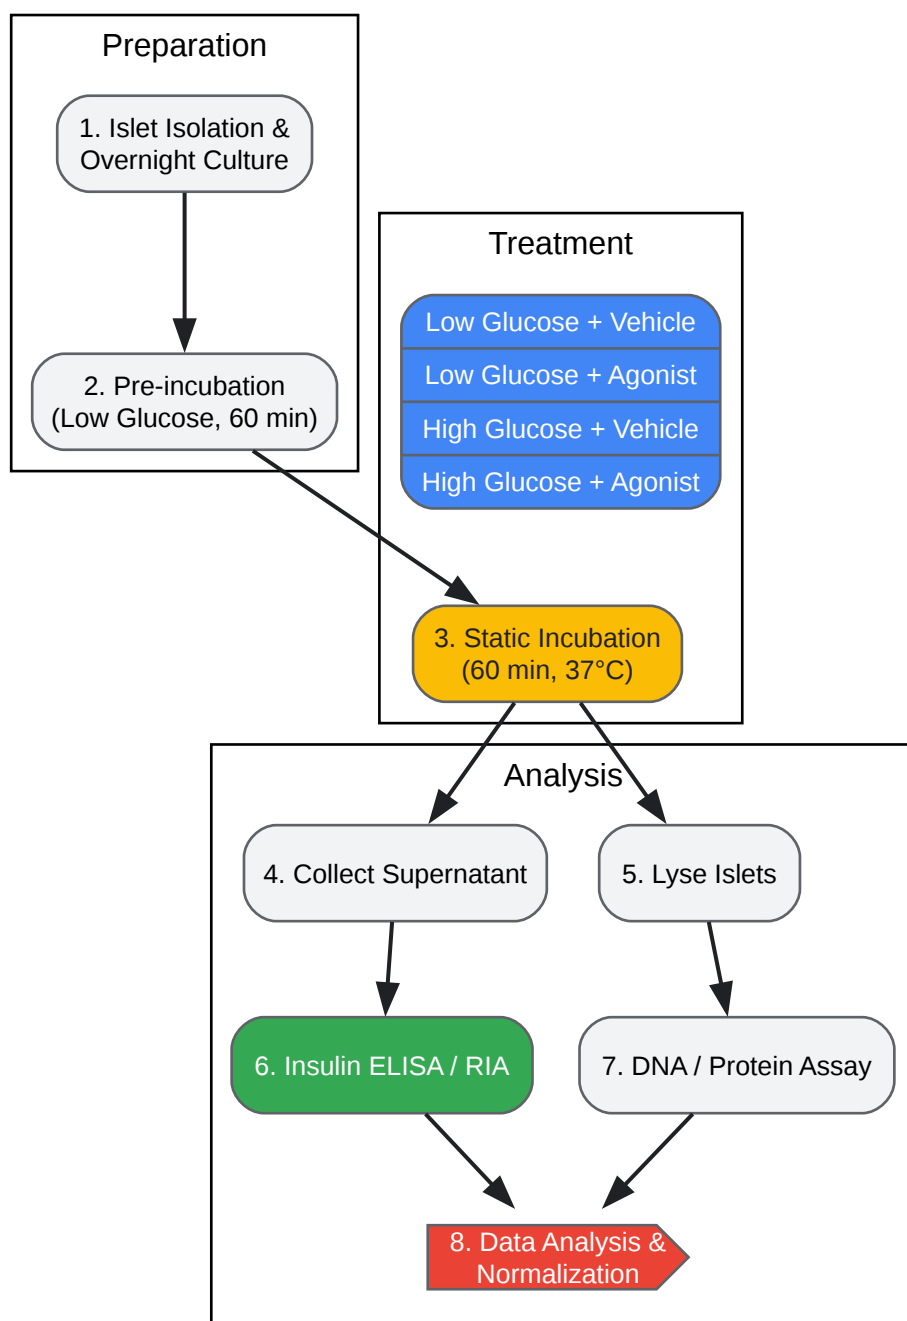 Preparation
1. Islet Isolation &
Overnight Culture
2. Pre-incubation
(Low Glucose, 60 min)
Treatment
Low Glucose + Vehicle
Low Glucose + Agonist
High Glucose + Vehicle
High Glucose + Agonist
3. Static Incubation
(60 min, 37°C)
Analysis
4. Collect Supernatant
5. Lyse Islets
6. Insulin ELISA / RIA
7. DNA / Protein Assay
8. Data Analysis &
Normalization